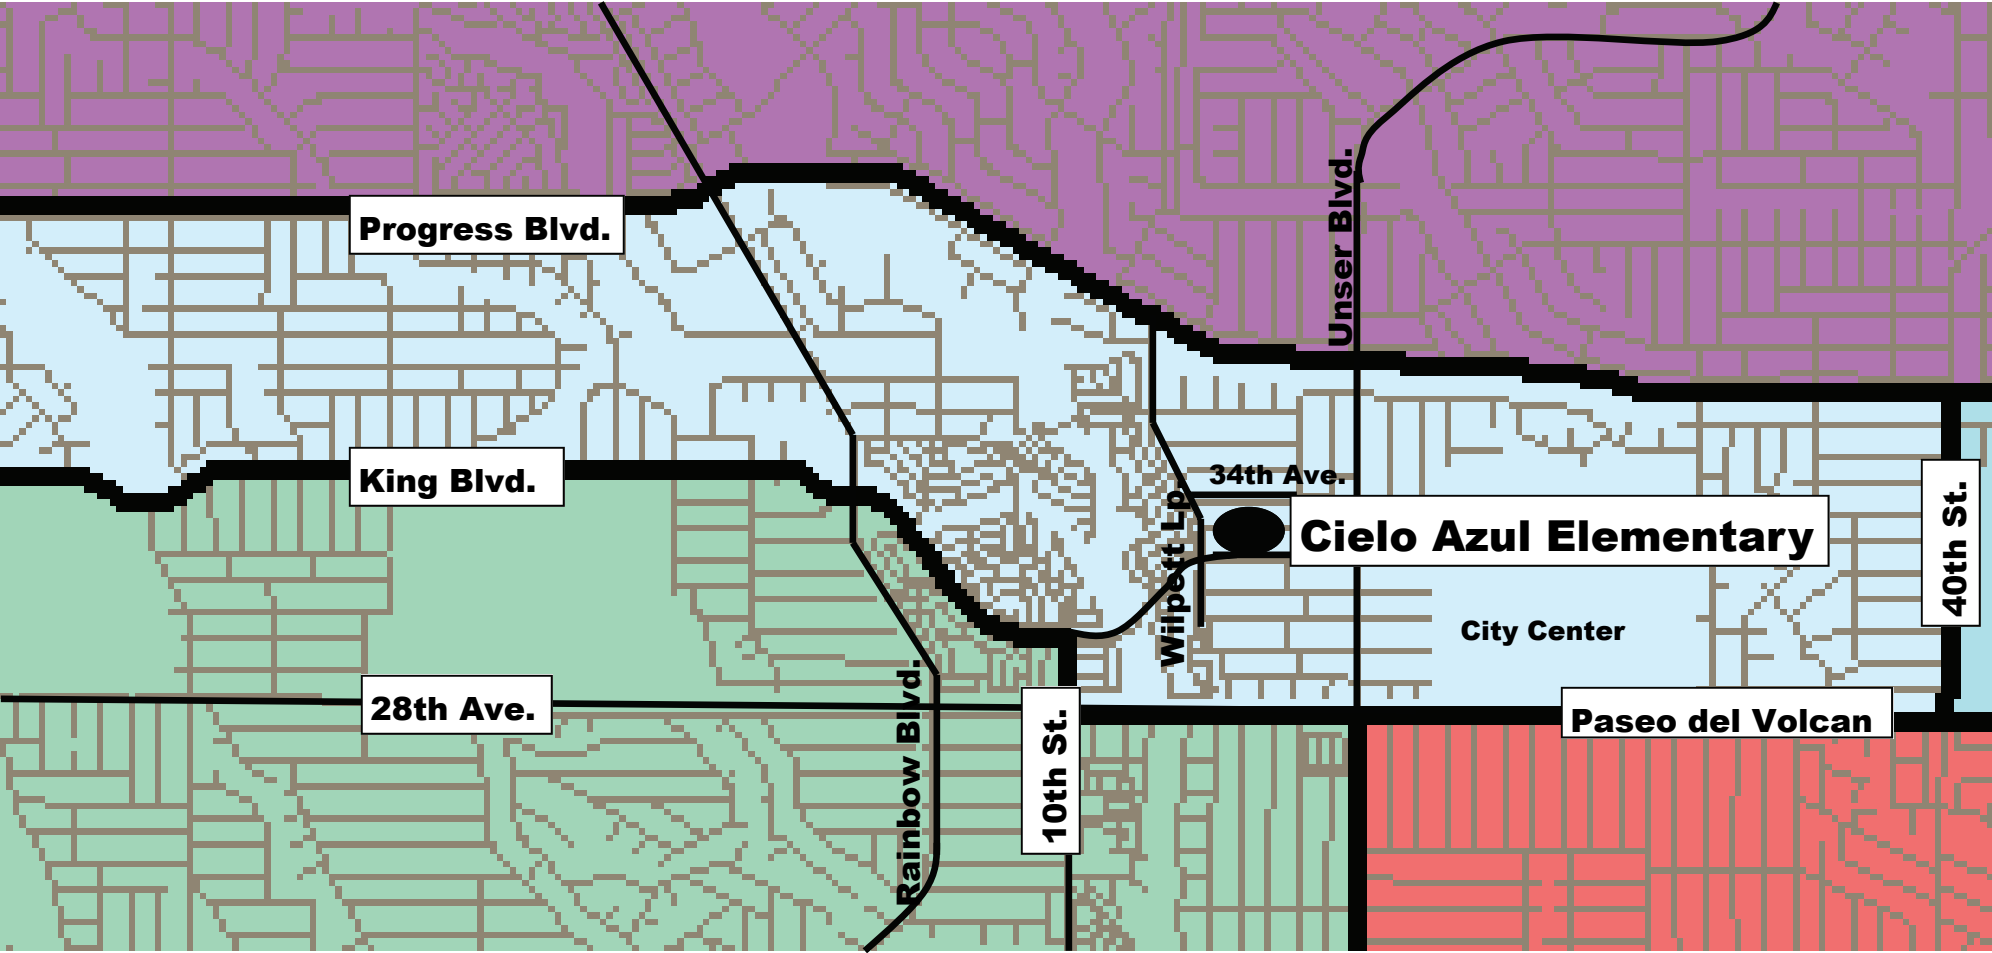 Progress Blvd.
Unser Blvd.
King Blvd.
34th Ave.
Wilpett Lp.
Cielo Azul Elementary
40th St.
City Center
28th Ave.
Rainbow Blvd.
10th St.
Paseo del Volcan